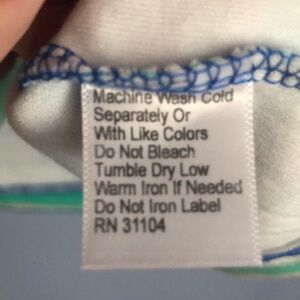 Machine Wash Cold
Separately Or
With Like Colors
Do Not Bleach
Tumble Dry Low
Warm Iron If Needed
Do Not Iron Label
RN 31104